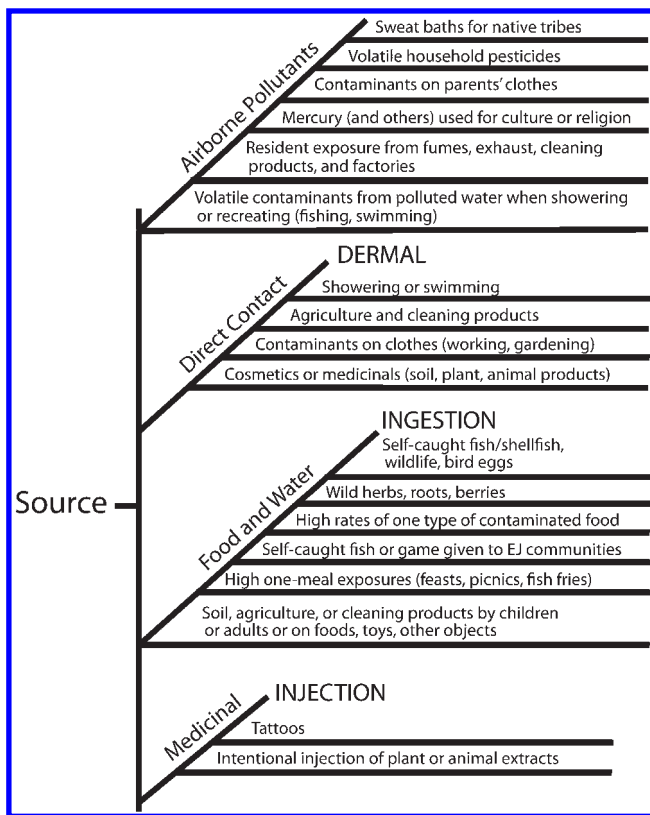 Airborne Pollutants
Sweat baths for native tribes
Volatile household pesticides
Contaminants on parents' clothes
Mercury (and others) used for culture or religion
Resident exposure from fumes, exhaust, cleaning
products, and factories
Volatile contaminants from polluted water when showering
or recreating (fishing, swimming)
DERMAL
Direct Contact
Showering or swimming
Agriculture and cleaning products
Contaminants on clothes (working, gardening)
Cosmetics or medicinals (soil, plant, animal products)
INGESTION
Source
Food and Water
Self-caught fish/shellfish,
wildlife, bird eggs
Wild herbs, roots, berries
High rates of one type of contaminated food
Self-caught fish or game given to EJ communities
High one-meal exposures (feasts, picnics, fish fries)
Soil, agriculture, or cleaning products by children
or adults or on foods, toys, other objects
INJECTION
Medicinal
Tattoos
Intentional injection of plant or animal extracts